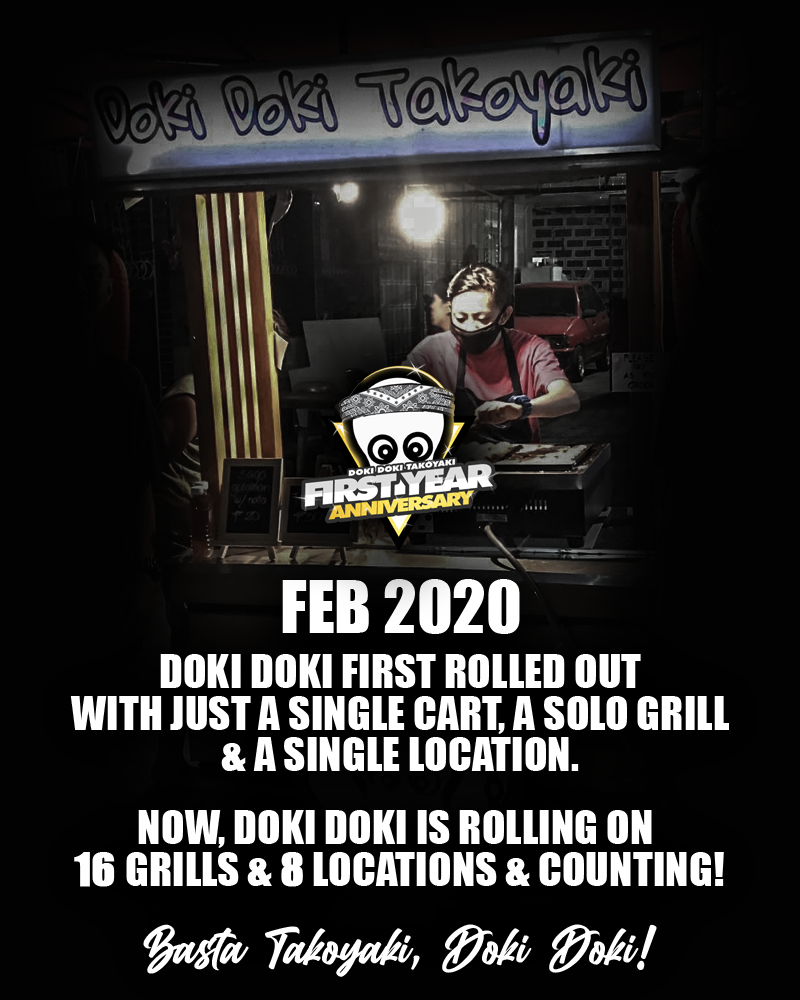 Doki Doki Takoyaki
DOKI DOKI TAKOYAKI
FIRST YEAR
ANNIVERSARY
FEB 2020
DOKI DOKI FIRST ROLLED OUT
WITH JUST A SINGLE CART, A SOLO GRILL
& A SINGLE LOCATION.
NOW, DOKI DOKI IS ROLLING ON
16 GRILLS & 8 LOCATIONS & COUNTING!
Basta Takoyaki, Doki Doki!